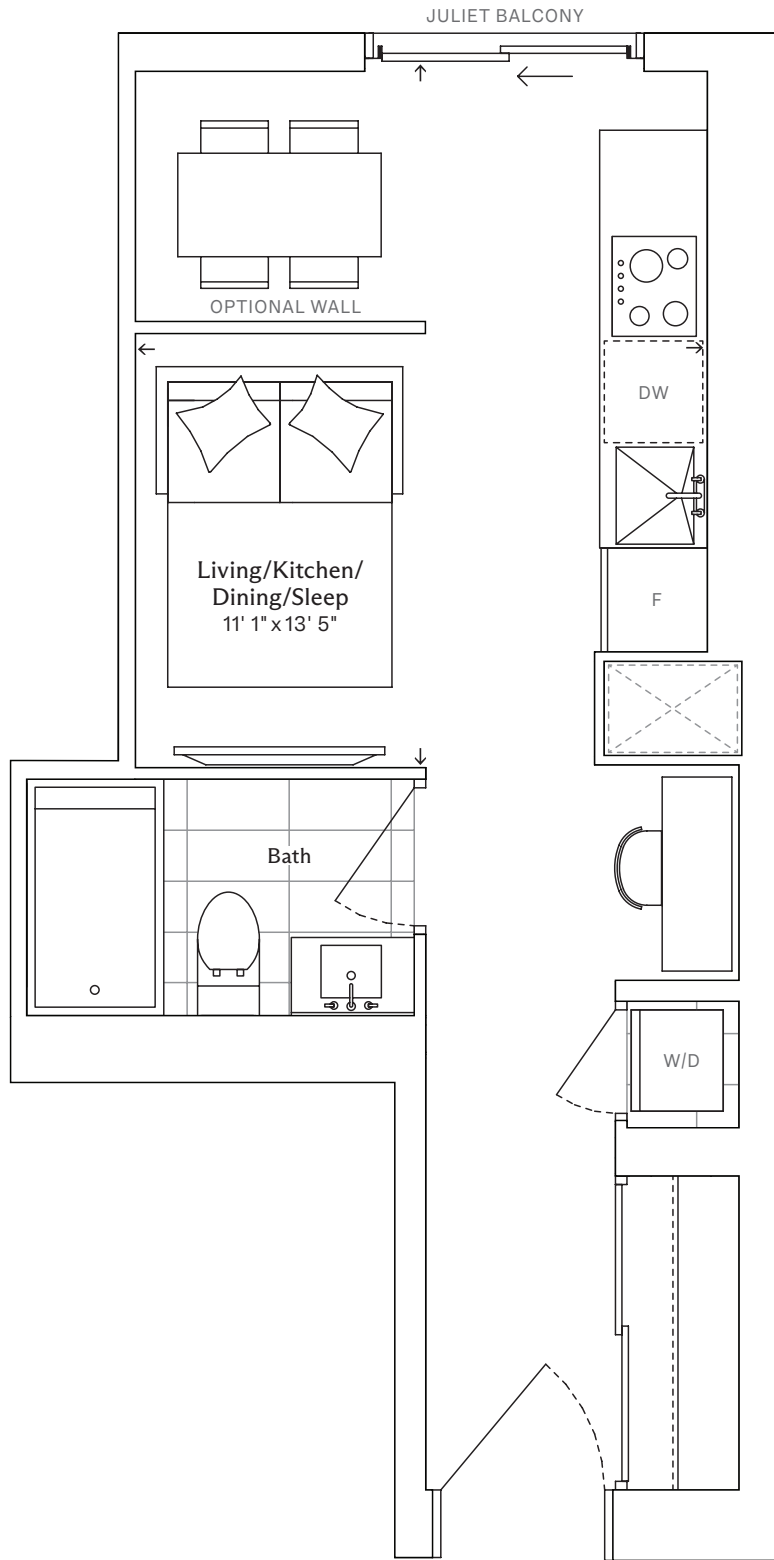 JULIET BALCONY
OPTIONAL WALL
DW
Living/Kitchen/
Dining/Sleep
11' 1" x 13' 5"
F
Bath
W/D